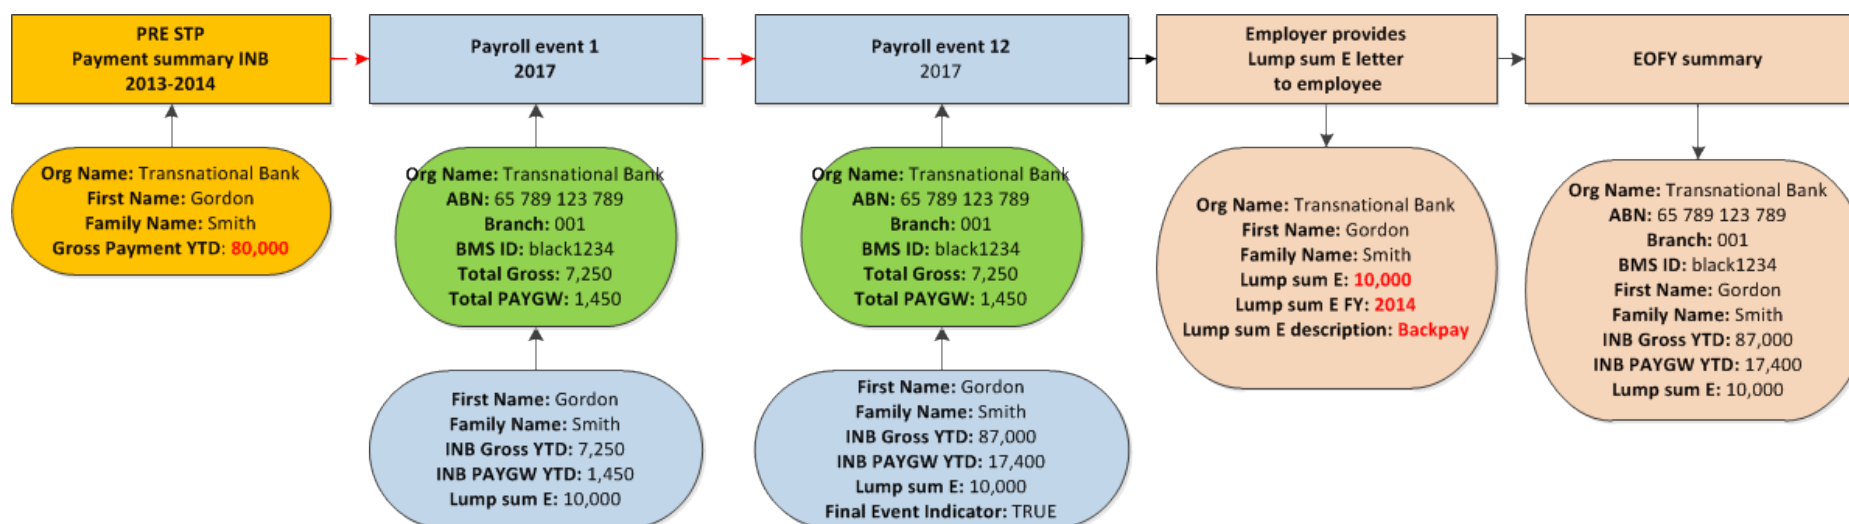 PRE STP
Payment summary INB
2013-2014
Payroll event 1
2017
Payroll event 12
2017
Employer provides
Lump sum E letter
to employee
EOFY summary
Org Name: Transnational Bank
First Name: Gordon
Family Name: Smith
Gross Payment YTD: 80,000
Org Name: Transnational Bank
ABN: 65 789 123 789
Branch: 001
BMS ID: black1234
Total Gross: 7,250
Total PAYGW: 1,450
Org Name: Transnational Bank
ABN: 65 789 123 789
Branch: 001
BMS ID: black1234
Total Gross: 7,250
Total PAYGW: 1,450
Org Name: Transnational Bank
First Name: Gordon
Family Name: Smith
Lump sum E: 10,000
Lump sum E FY: 2014
Lump sum E description: Backpay
Org Name: Transnational Bank
ABN: 65 789 123 789
Branch: 001
BMS ID: black1234
First Name: Gordon
Family Name: Smith
INB Gross YTD: 87,000
INB PAYGW YTD: 17,400
Lump sum E: 10,000
First Name: Gordon
Family Name: Smith
INB Gross YTD: 7,250
INB PAYGW YTD: 1,450
Lump sum E: 10,000
First Name: Gordon
Family Name: Smith
INB Gross YTD: 87,000
INB PAYGW YTD: 17,400
Lump sum E: 10,000
Final Event Indicator: TRUE